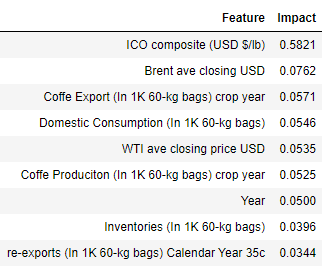 Feature Impact
ICO composite (USD $/lb) 0.5821
Brent ave closing USD 0.0762
Coffe Export (In 1K 60-kg bags) crop year 0.0571
Domestic Consumption (In 1K 60-kg bags) 0.0546
WTI ave closing price USD 0.0535
Coffe Produciton (In 1K 60-kg bags) crop year 0.0525
Year 0.0500
Inventories (In 1K 60-kg bags) 0.0396
re-exports (In 1K 60-kg bags) Calendar Year 35c 0.0344